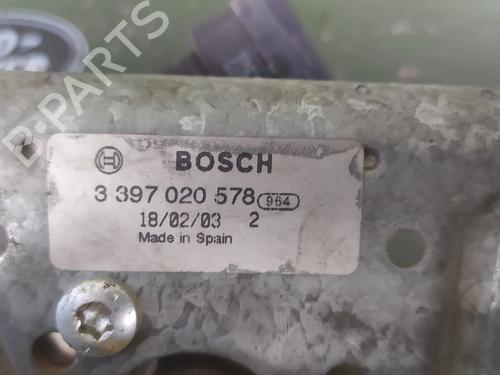 BOSCH
3 397 020 578 964
18/02/03 2
Made in Spain
B-PARTS